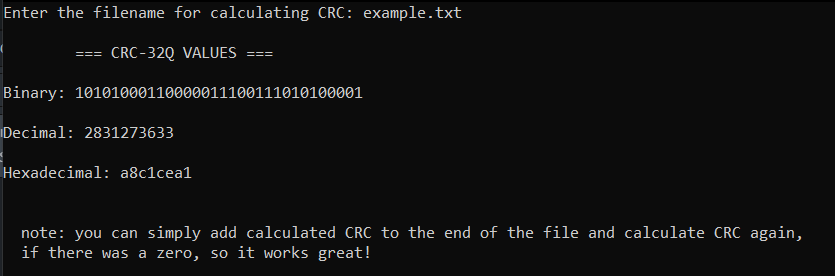 Enter the filename for calculating CRC: example.txt
=== CRC-32Q VALUES ===
Binary: 10101000110000011100111010100001
Decimal: 2831273633
Hexadecimal: a8c1cea1
note: you can simply add calculated CRC to the end of the file and calculate CRC again,
if there was a zero, so it works great!